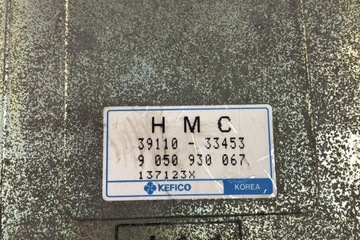 HMC
39110 - 33453
9 050 930 067
137123X
KEFICO KOREA